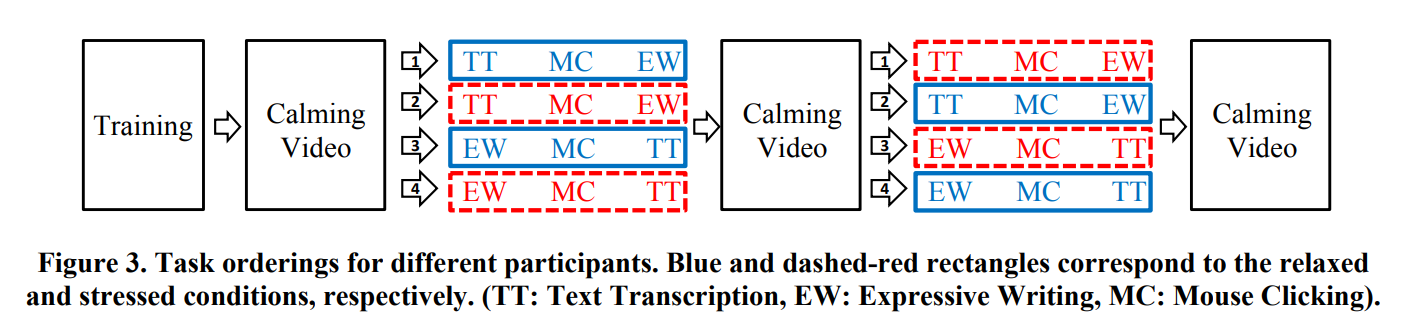 Training
Calming
Video
1 TT MC EW
2 TT MC EW
3 EW MC TT
4 EW MC TT
Calming
Video
1 TT MC EW
2 TT MC EW
3 EW MC TT
4 EW MC TT
Calming
Video
Figure 3. Task orderings for different participants. Blue and dashed-red rectangles correspond to the relaxed
and stressed conditions, respectively. (TT: Text Transcription, EW: Expressive Writing, MC: Mouse Clicking).